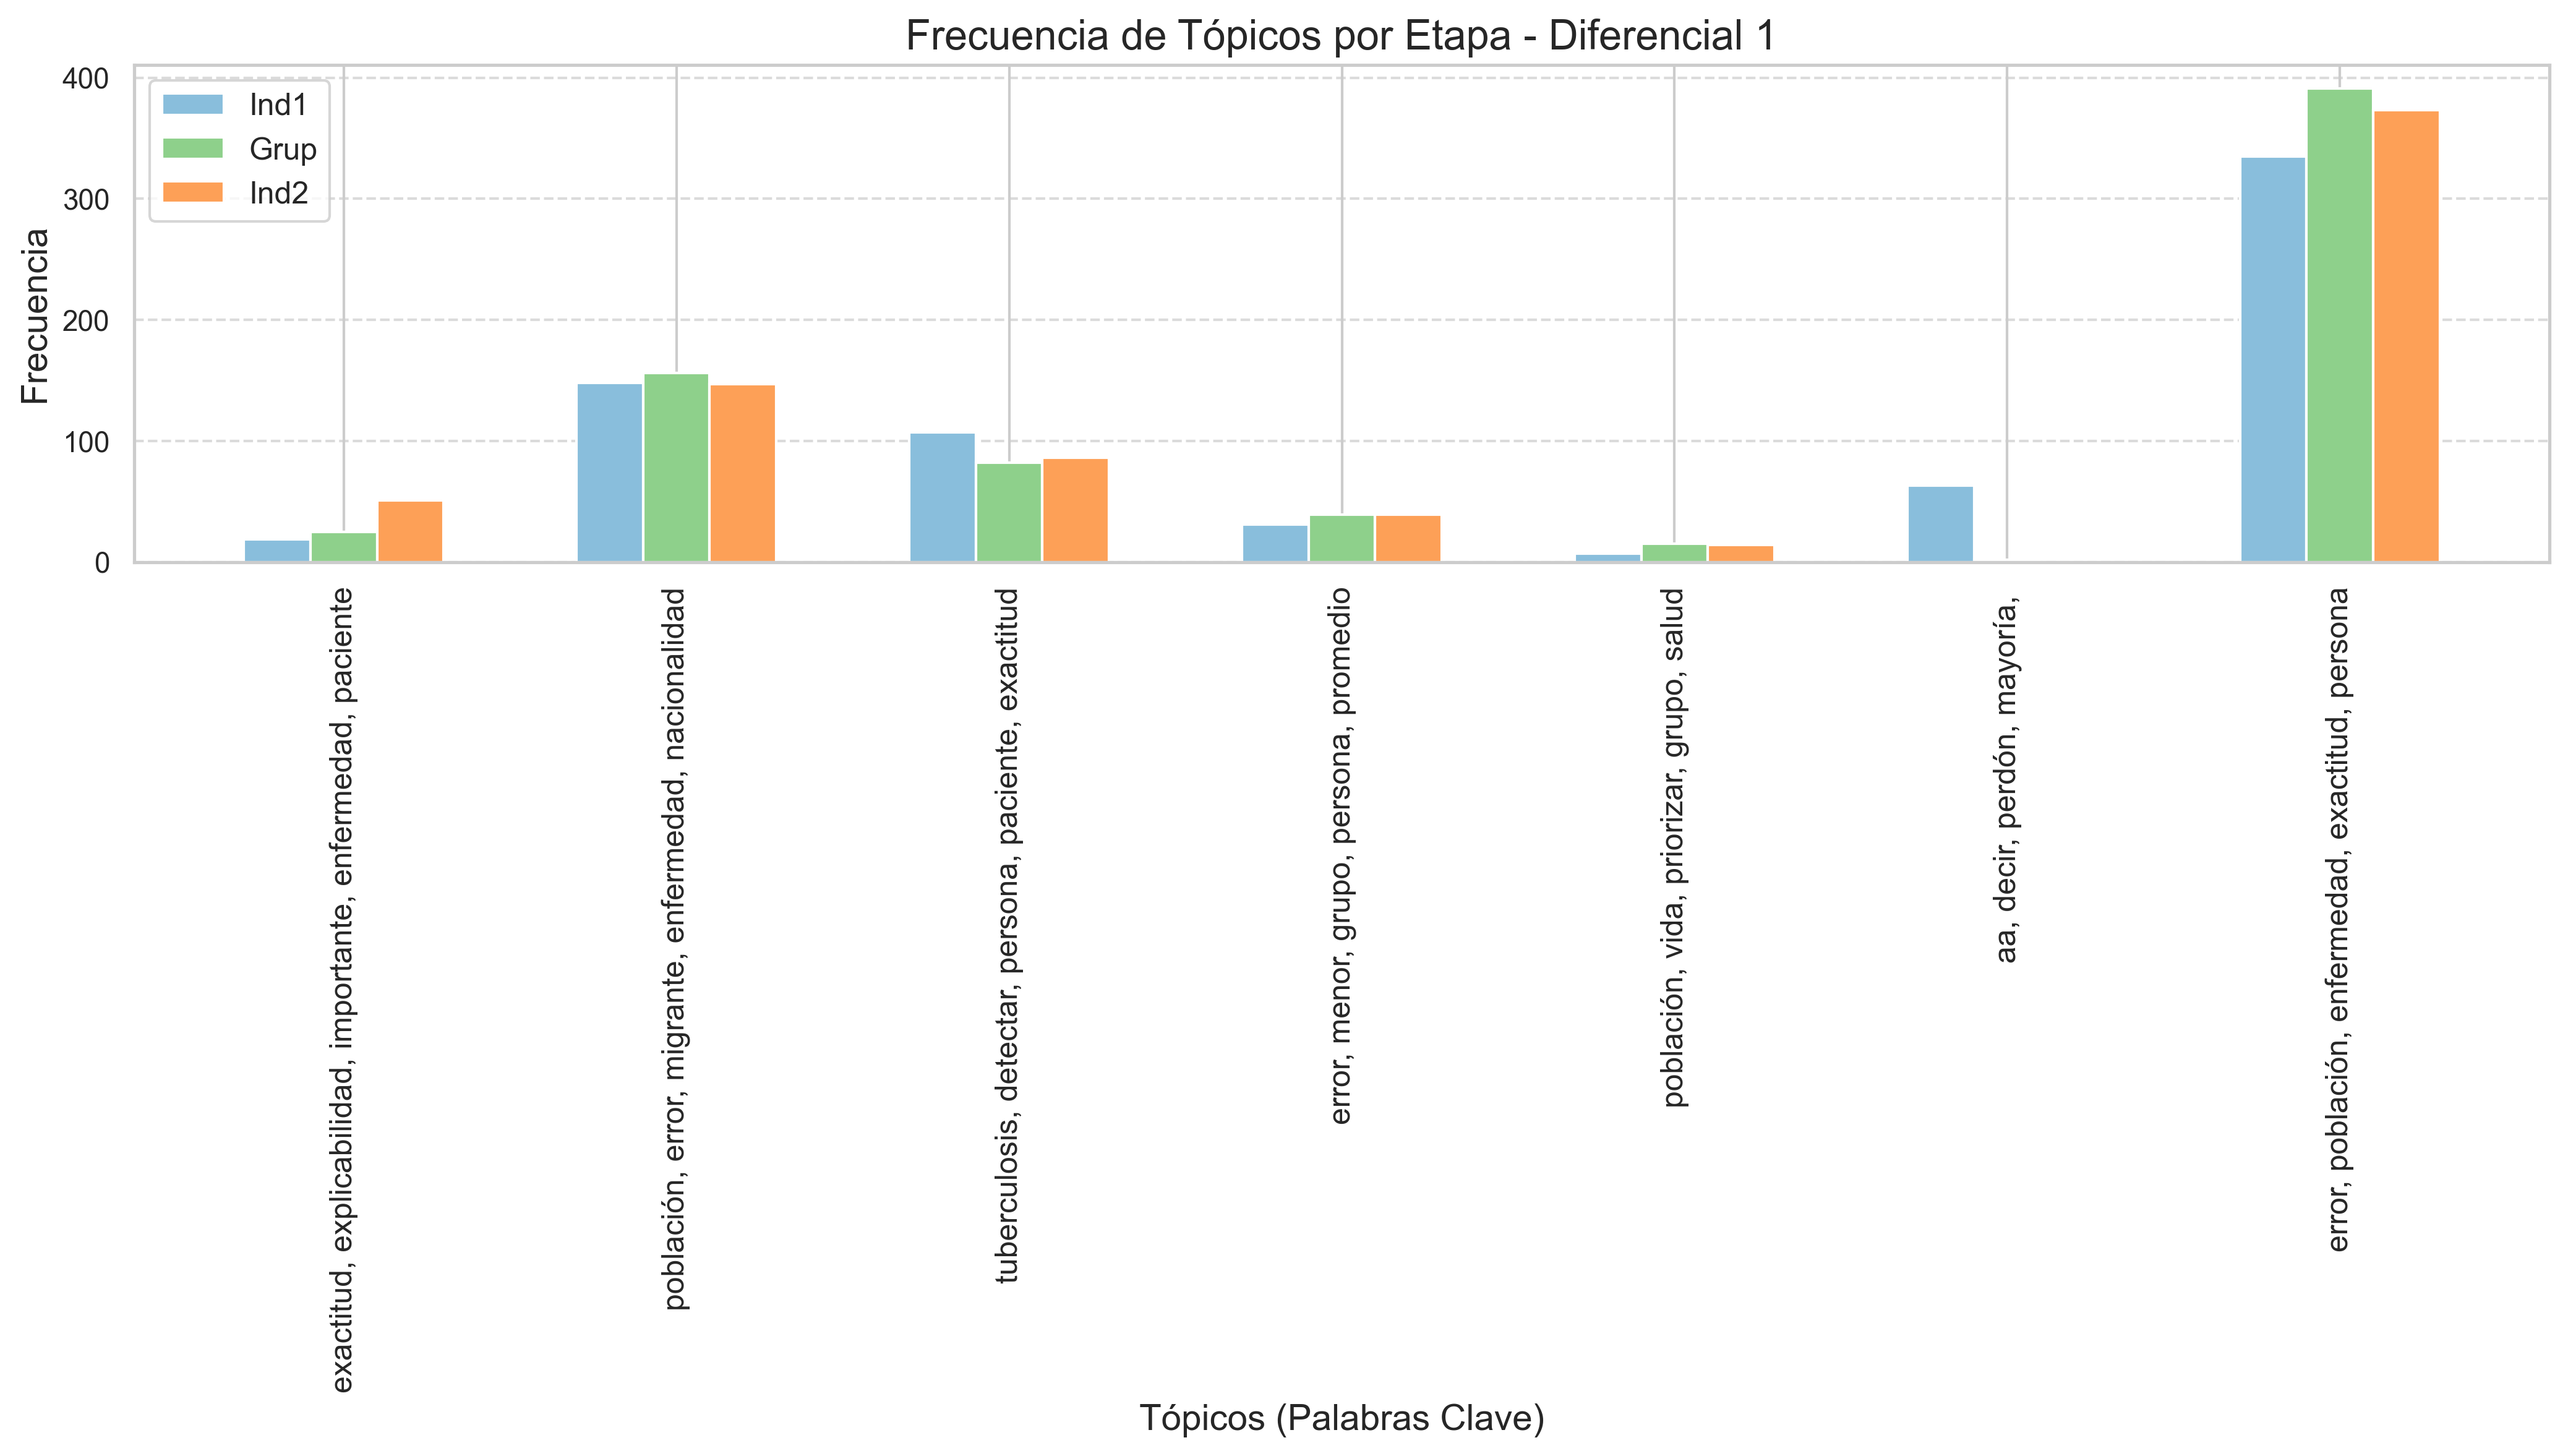 Frecuencia de Tópicos por Etapa - Diferencial 1
Ind1
Grup
Ind2
Frecuencia
400
300
200
100
0
exactitud, explicabilidad, importante, enfermedad, paciente
población, error, migrante, enfermedad, nacionalidad
tuberculosis, detectar, persona, paciente, exactitud
error, menor, grupo, persona, promedio
población, vida, priorizar, grupo, salud
aa, decir, perdón, mayoría,
error, población, enfermedad, exactitud, persona
Tópicos (Palabras Clave)